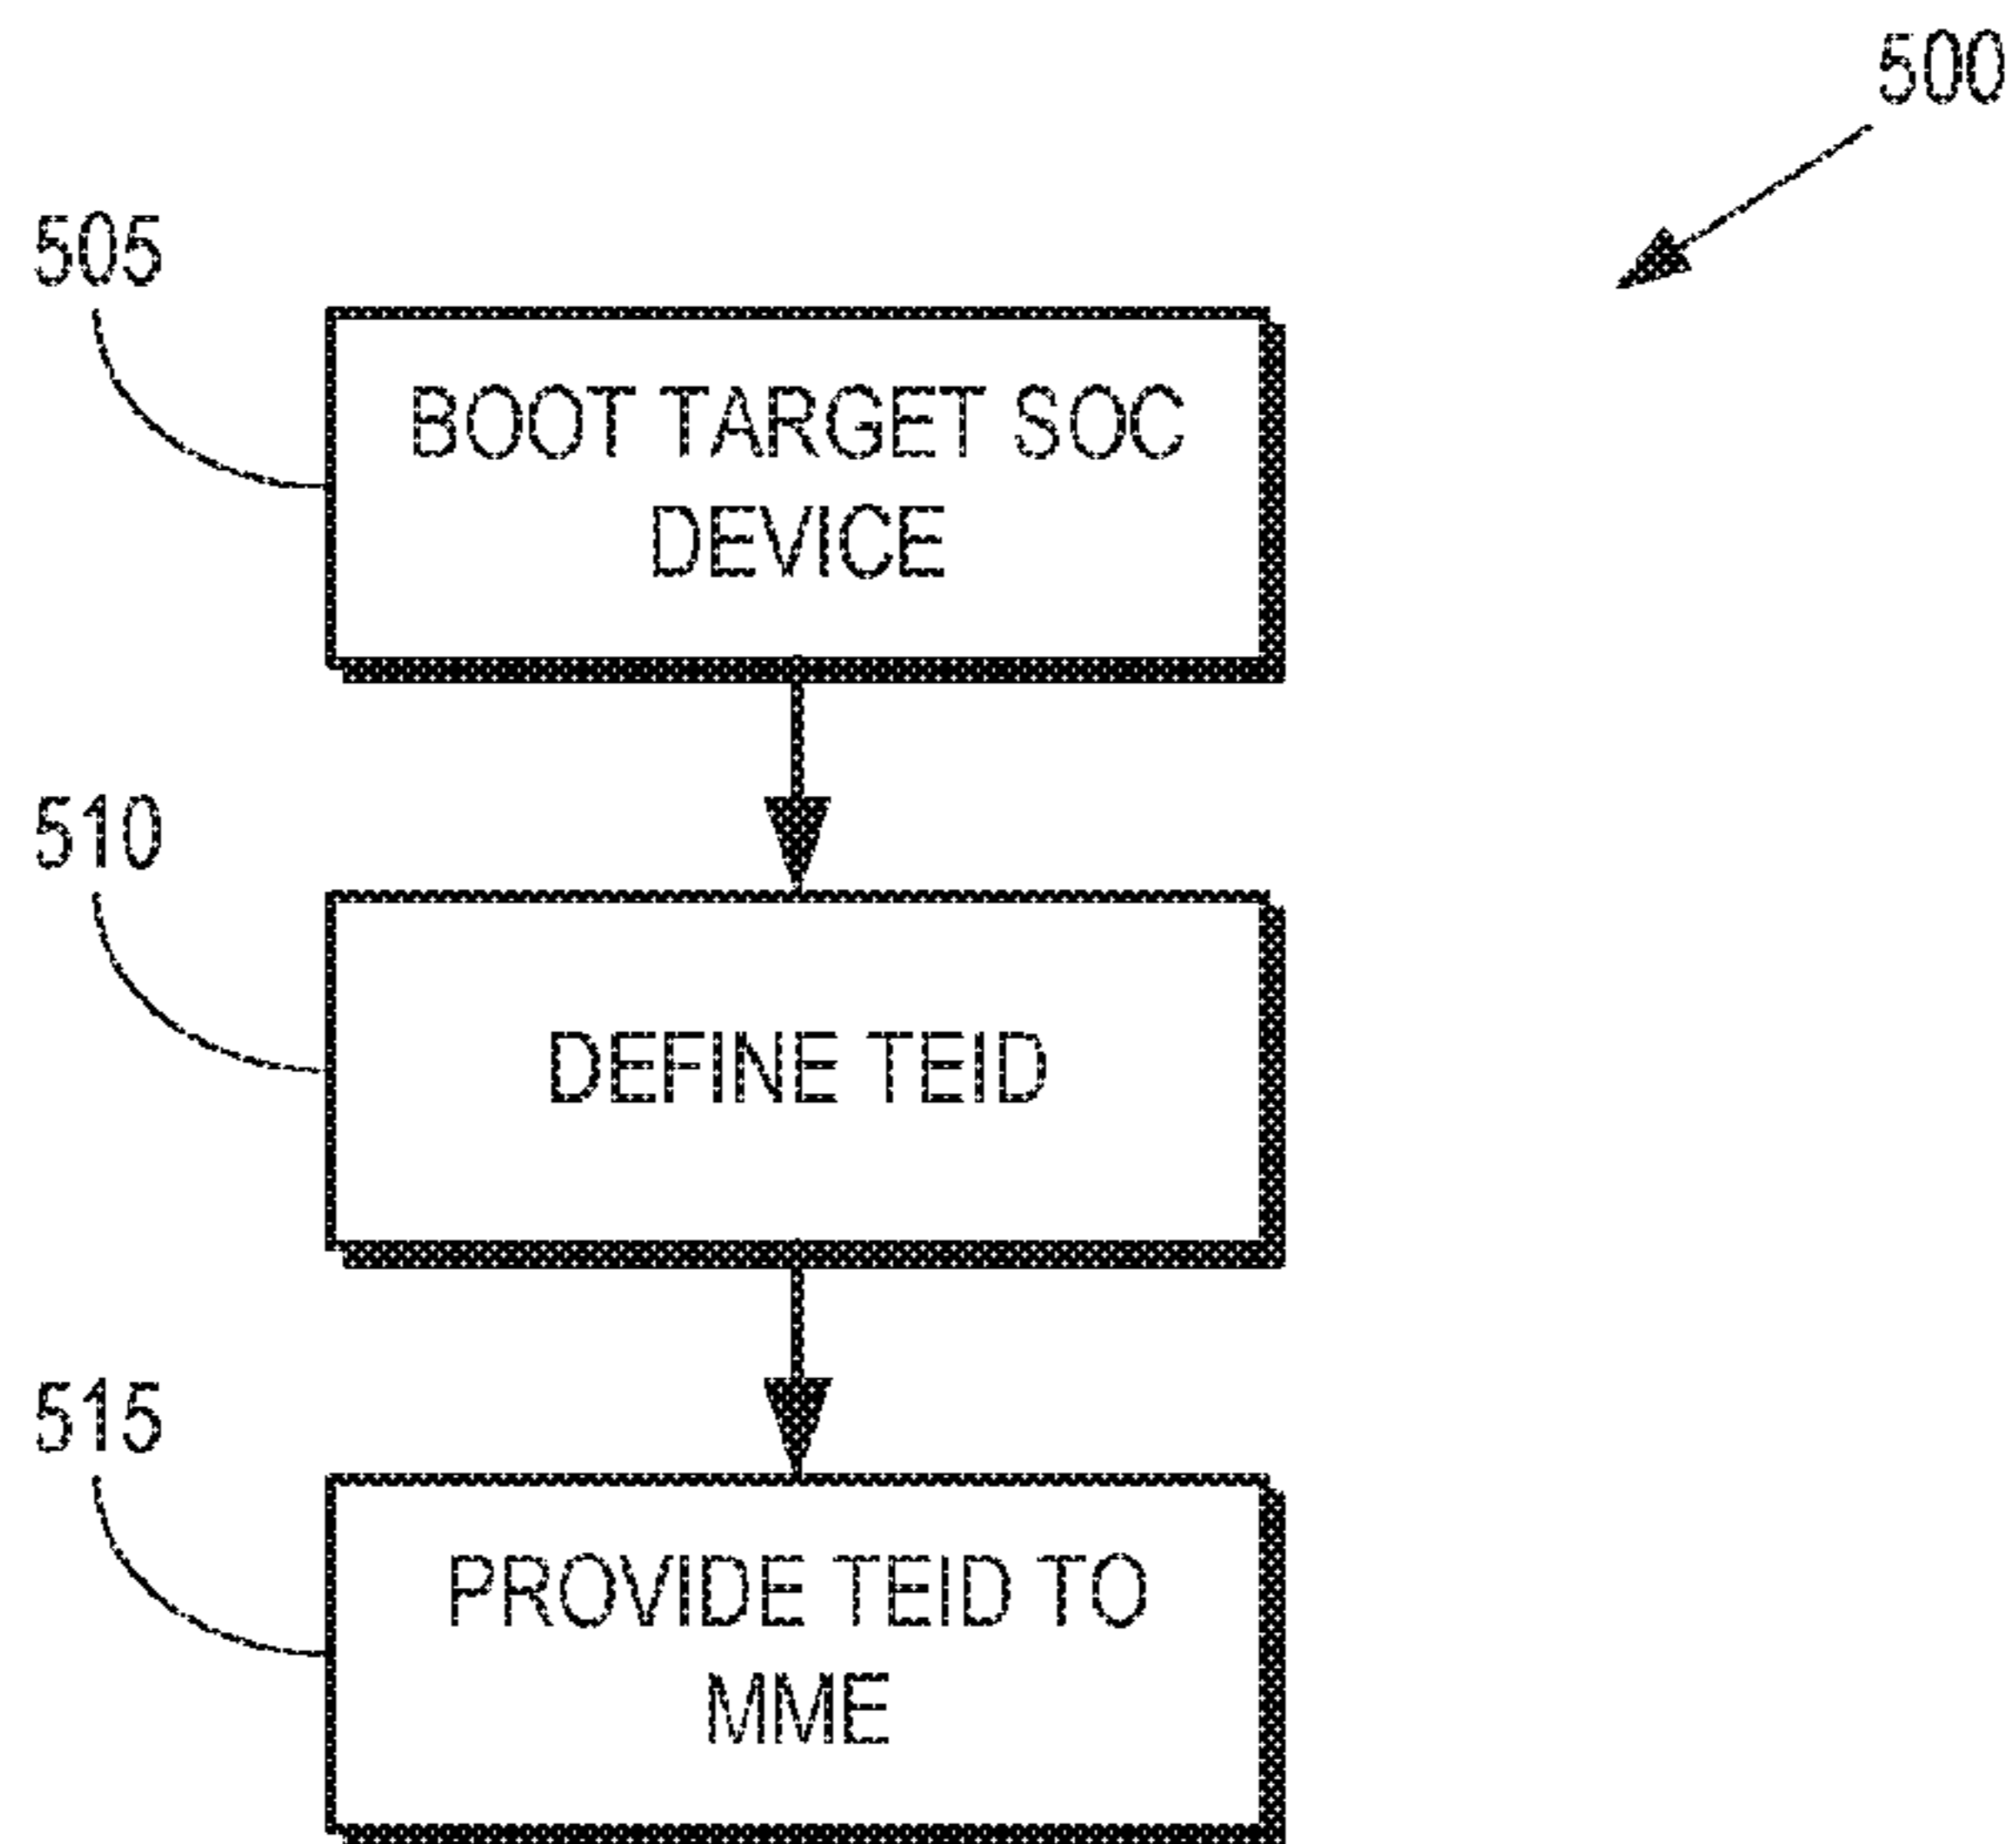 500
505
BOOT TARGET SOC
DEVICE
510
DEFINE TEID
515
PROVIDE TEID TO
MME